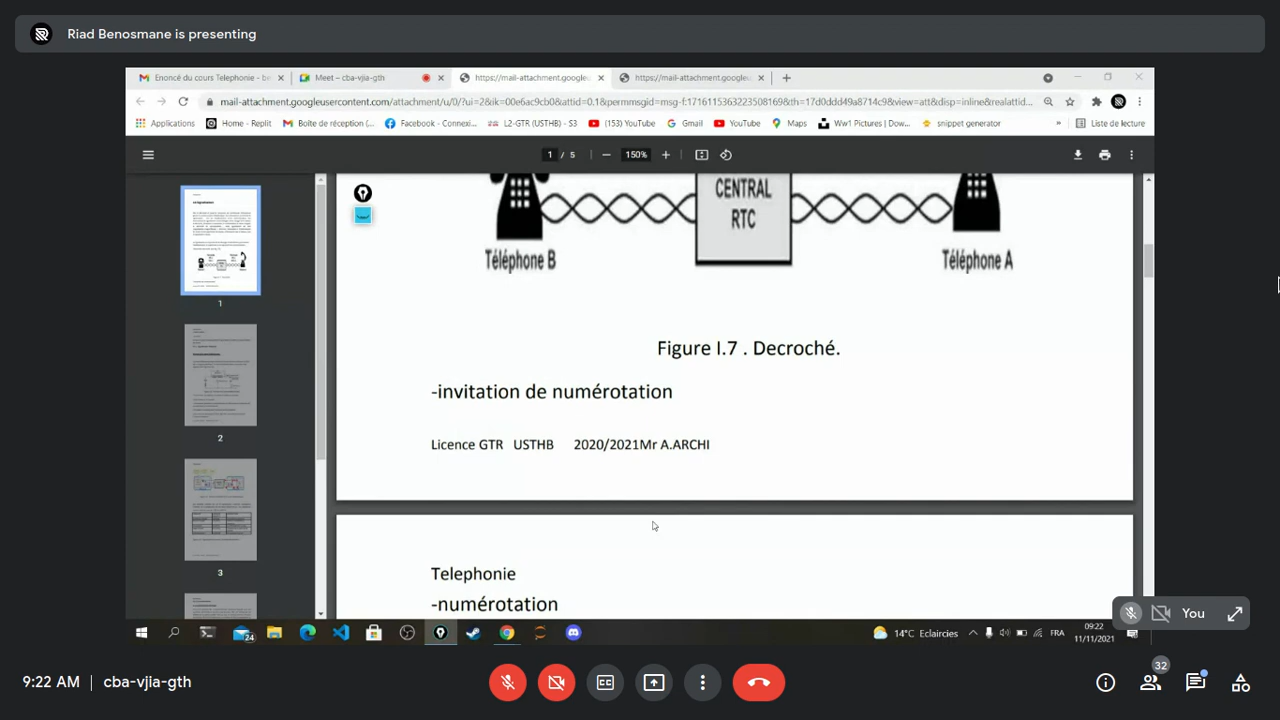 Riad Benosmane is presenting
Enoncé du cours Telephonie - be
Meet – cba-vjia-gth
https://mail-attachment.google
https://mail-attachment.googleu
mail-attachment.googleusercontent.com/attachment/u/0/?ui=2&ik=00e6ac9cb0&attid=0.1&permmsgid=msg-f:1716115363223508169&th=17d0ddd49a8714c9&view=att&disp=inline&realattid...
Applications
Home - Replit
Boîte de réception (...
Facebook - Connexi...
L2-GTR (USTHB) - S3
(153) YouTube
Gmail
YouTube
Maps
Ww1 Pictures | Dow...
snippet generator
»
Liste de lecture
1 / 5
150%
CENTRAL
RTC
Téléphone B
Téléphone A
Figure I.7 . Decroché.
-invitation de numérotation
Licence GTR USTHB 2020/2021Mr A.ARCHI
Telephonie
-numérotation
1
2
3
You
24
14°C Eclaircies
FRA
09:22
11/11/2021
9:22 AM | cba-vjia-gth
CC
32